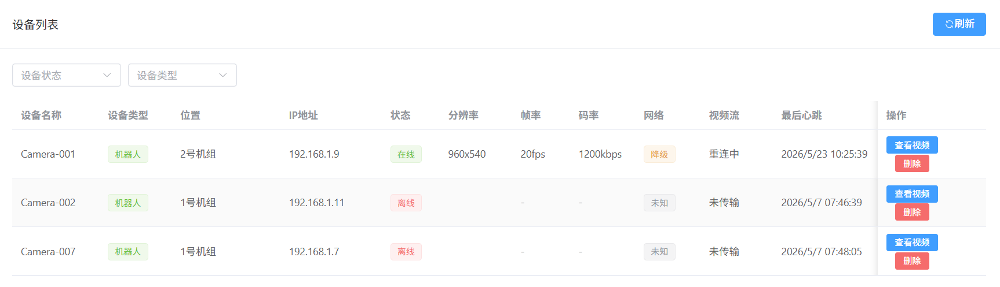 设备列表
刷新
设备状态 设备类型
设备名称 设备类型 位置 IP地址 状态 分辨率 帧率 码率 网络 视频流 最后心跳 操作
Camera-001 机器人 2号机组 192.168.1.9 在线 960x540 20fps 1200kbps 降级 重连中 2026/5/23 10:25:39 查看视频
删除
Camera-002 机器人 1号机组 192.168.1.11 离线 - - 未知 未传输 2026/5/7 07:46:39 查看视频
删除
Camera-007 机器人 1号机组 192.168.1.7 离线 - - 未知 未传输 2026/5/7 07:48:05 查看视频
删除